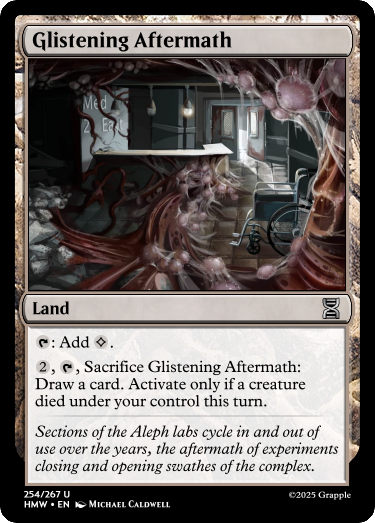 Glistening Aftermath
Med
2 East
Land
: Add .
2, , Sacrifice Glistening Aftermath:
Draw a card. Activate only if a creature
died under your control this turn.
Sections of the Aleph labs cycle in and out of
use over the years, the aftermath of experiments
closing and opening swathes of the complex.
254/267 U
HMW • EN Michael Caldwell
©2025 Grapple